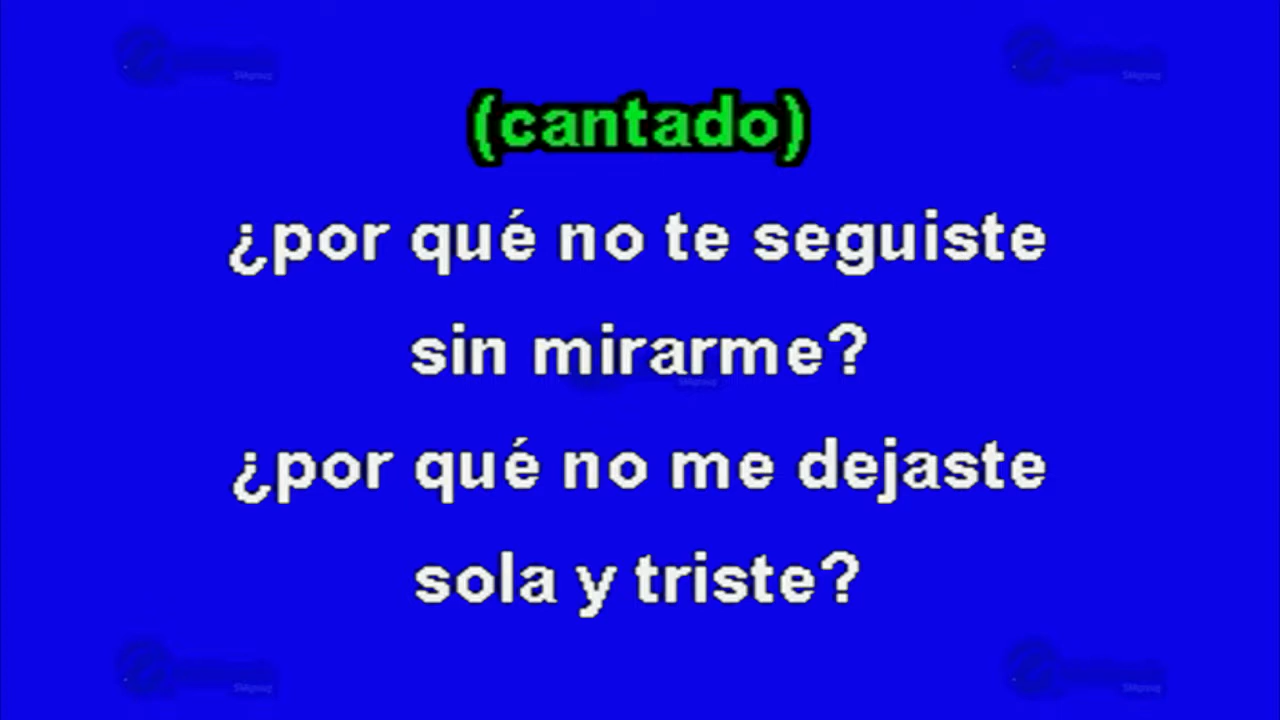 (cantado)
¿por qué no te seguiste
sin mirarme?
¿por qué no me dejaste
sola y triste?